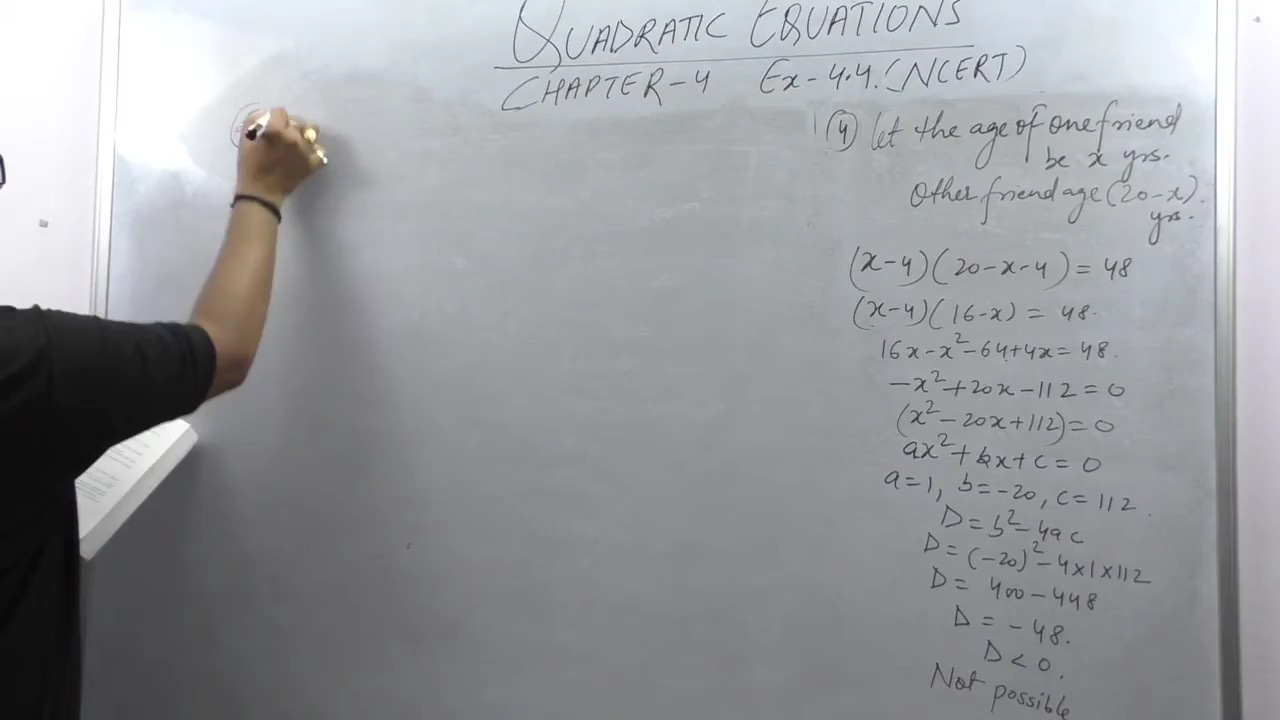 QUADRATIC EQUATIONS
CHAPTER-4 Ex-4.4. (NCERT)
(4) let the age of one friend
be x yrs.
Other friend age (20-x).
yrs.
(x-4)(20-x-4) = 48
(x-4)(16-x) = 48.
16x-x²-64+4x=48.
-x²+20x-112=0
(x²-20x+112)=0
ax²+bx+c=0
a=1, b=-20, c=112.
D=b²-4ac
D=(-20)²-4×1×112
D= 400-448
D = -48.
D<0.
Not possible